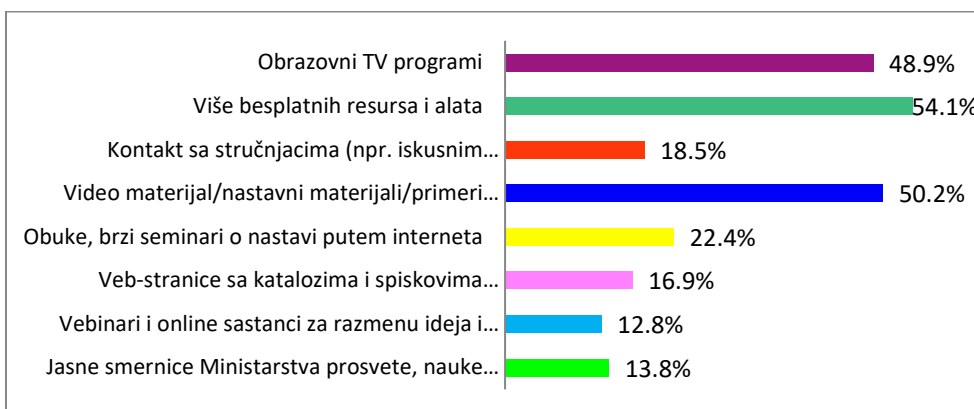 Obrazovni TV programi 48.9%
Više besplatnih resursa i alata 54.1%
Kontakt sa stručnjacima (npr. iskusnim… 18.5%
Video materijal/nastavni materijali/primeri… 50.2%
Obuke, brzi seminari o nastavi putem interneta 22.4%
Veb-stranice sa katalozima i spiskovima… 16.9%
Vebinari i online sastanci za razmenu ideja i… 12.8%
Jasne smernice Ministarstva prosvete, nauke… 13.8%